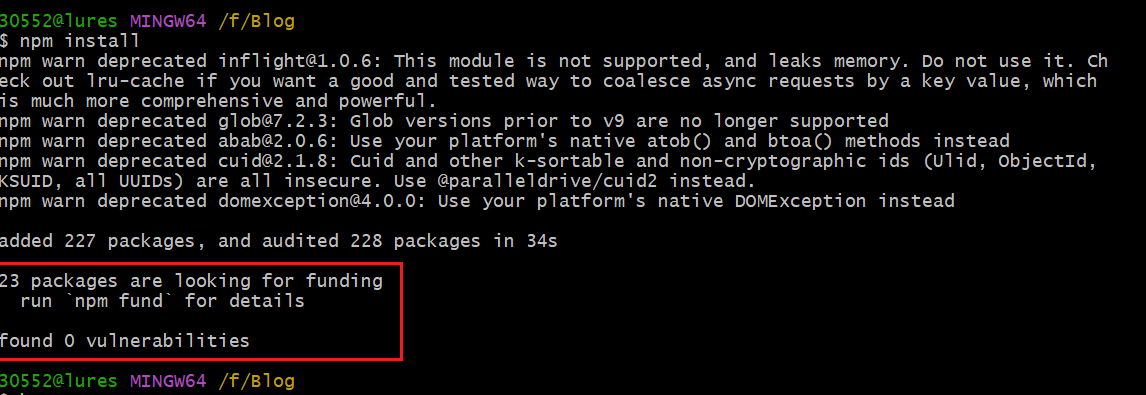 30552@lures MINGW64 /f/Blog
$ npm install
npm warn deprecated inflight@1.0.6: This module is not supported, and leaks memory. Do not use it. Ch
eck out lru-cache if you want a good and tested way to coalesce async requests by a key value, which
is much more comprehensive and powerful.
npm warn deprecated glob@7.2.3: Glob versions prior to v9 are no longer supported
npm warn deprecated abab@2.0.6: Use your platform's native atob() and btoa() methods instead
npm warn deprecated cuid@2.1.8: Cuid and other k-sortable and non-cryptographic ids (Ulid, ObjectId,
KSUID, all UUIDs) are all insecure. Use @paralleldrive/cuid2 instead.
npm warn deprecated domexception@4.0.0: Use your platform's native DOMException instead
added 227 packages, and audited 228 packages in 34s
23 packages are looking for funding
run `npm fund` for details
found 0 vulnerabilities
30552@lures MINGW64 /f/Blog